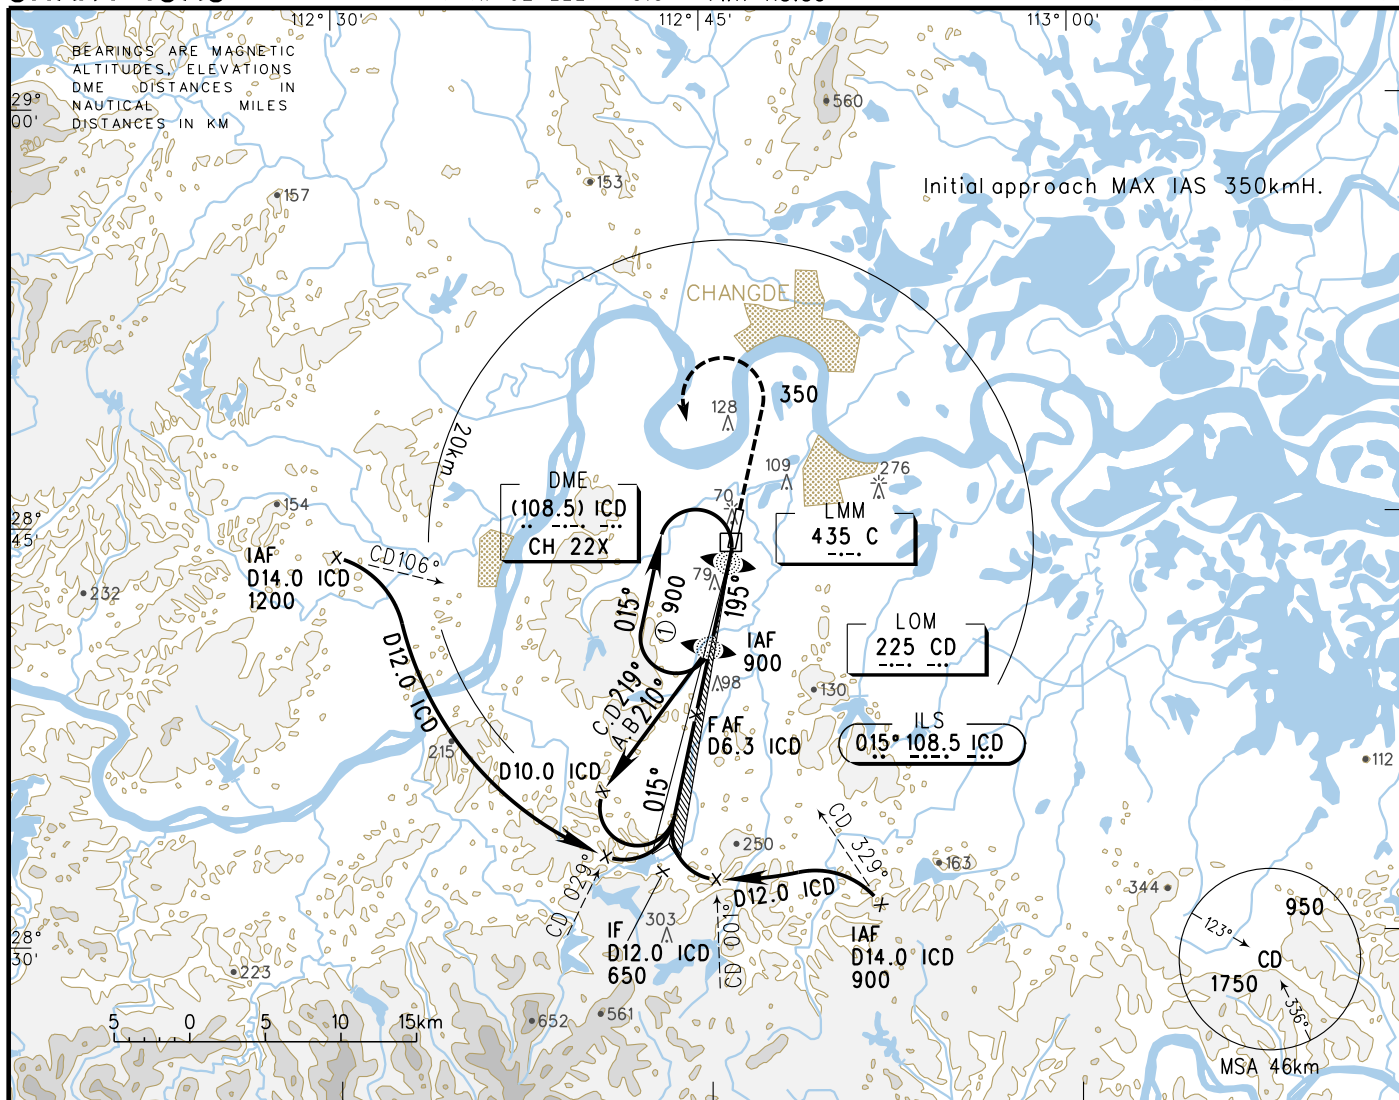 112°30'
112°45'
113°00'
BEARINGS ARE MAGNETIC
ALTITUDES, ELEVATIONS
DME DISTANCES IN
NAUTICAL MILES
DISTANCES IN KM
29°
00'
560
153
157
Initial approach MAX IAS 350kmH.
CHANGDE
350
128
20km
109
276
70
154
DME
(108.5) ICD
CH 22X
LMM
435 C
28°
45'
IAF
D14.0 ICD
1200
CD106°
232
79
195°
015°
① 900
LOM
225 CD
IAF
900
98
130
C.D219°
A.B210°
D12.0 ICD
FAF
D6.3 ICD
ILS
015° 108.5 ICD
215
112
D10.0 ICD
015°
CD 329°
250
163
D12.0 ICD
344
CD 029°
303
CD 001°
IF
D12.0 ICD
650
IAF
D14.0 ICD
900
28°
30'
223
652
561
5 0 5 10 15km
950
123°
CD
1750
336°
MSA 46km